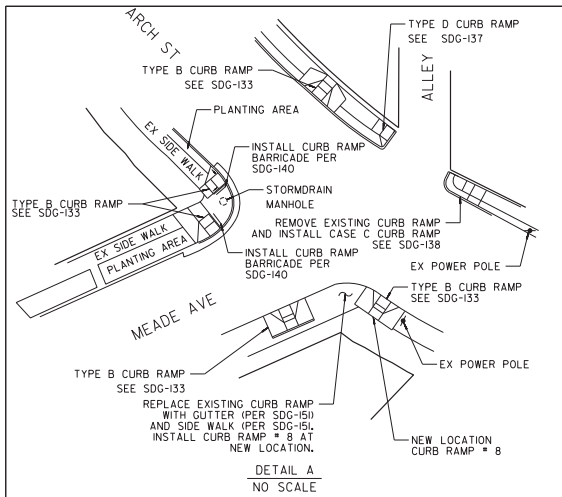 ARCH ST
TYPE D CURB RAMP
SEE SDG-137
ALLEY
TYPE B CURB RAMP
SEE SDG-133
PLANTING AREA
EX SIDE WALK
INSTALL CURB RAMP
BARRICADE PER
SDG-140
STORMDRAIN
MANHOLE
TYPE B CURB RAMP
SEE SDG-133
REMOVE EXISTING CURB RAMP
AND INSTALL CASE C CURB RAMP
SEE SDG-138
EX SIDE WALK
PLANTING AREA
INSTALL CURB RAMP
BARRICADE PER
SDG-140
EX POWER POLE
MEADE AVE
TYPE B CURB RAMP
SEE SDG-133
EX POWER POLE
TYPE B CURB RAMP
SEE SDG-133
REPLACE EXISTING CURB RAMP
WITH GUTTER (PER SDG-151)
AND SIDE WALK (PER SDG-151.
INSTALL CURB RAMP # 8 AT
NEW LOCATION.
NEW LOCATION
CURB RAMP # 8
DETAIL A
NO SCALE